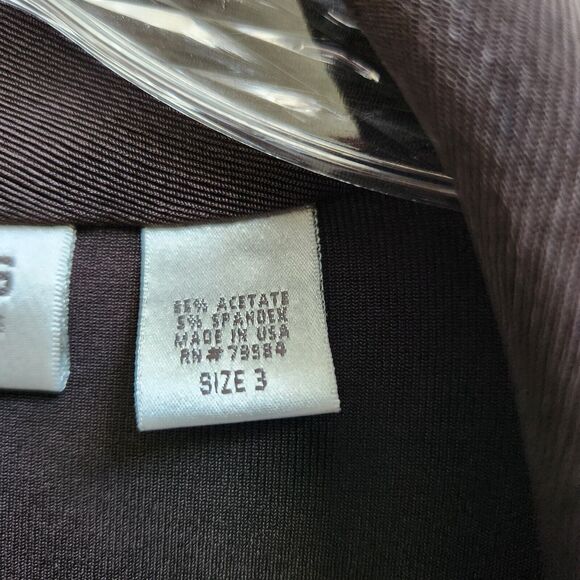 S
% ACETATE
5% SPANDEX
MADE IN USA
RN# 79984
SIZE 3